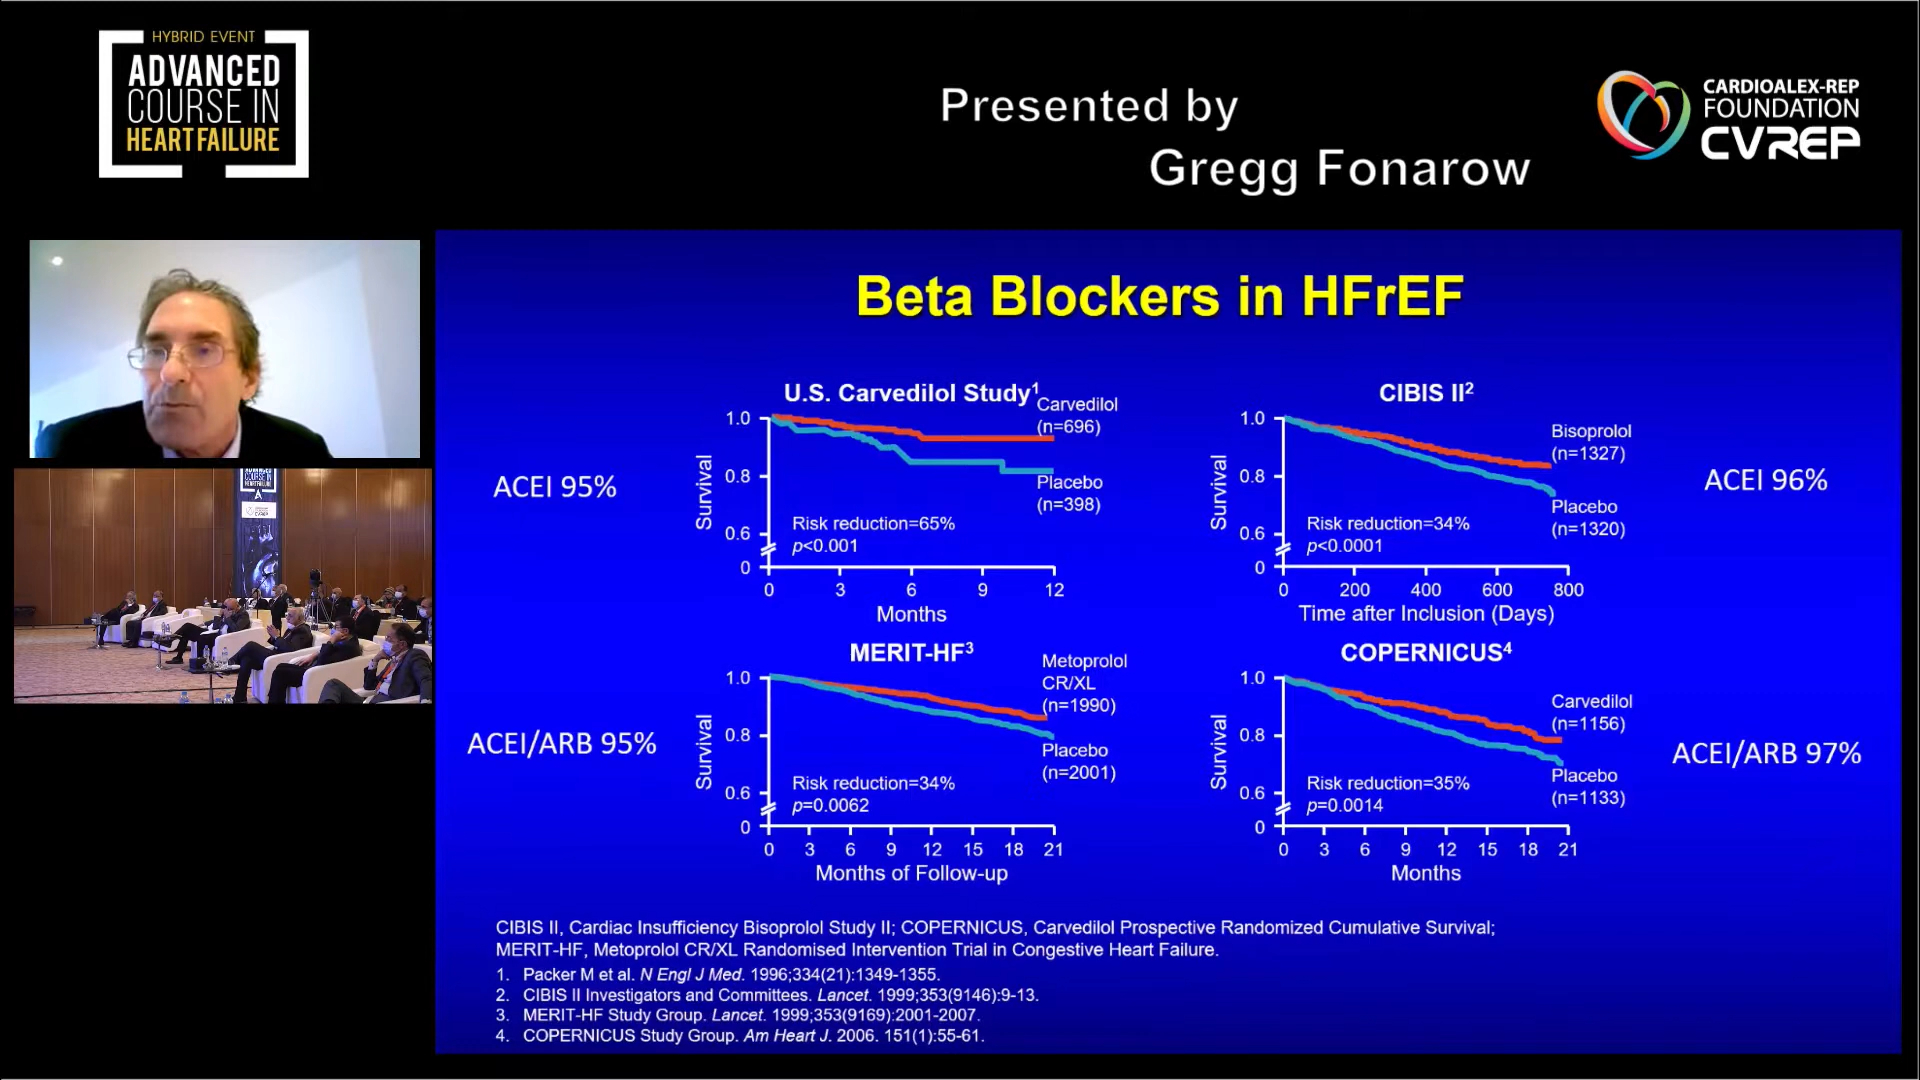 HYBRID EVENT
ADVANCED
COURSE IN
HEART FAILURE
Presented by
Gregg Fonarow
CARDIOALEX-REP
FOUNDATION
CVREP
ADVANCED
COURSE IN
HEART FAILURE
CVREP
Beta Blockers in HFrEF
ACEI 95%
U.S. Carvedilol Study1
Carvedilol
(n=696)
Placebo
(n=398)
Survival
1.0
0.8
0.6
0
Risk reduction=65%
p<0.001
0 3 6 9 12
Months
CIBIS II2
Bisoprolol
(n=1327)
Placebo
(n=1320)
Survival
1.0
0.8
0.6
0
Risk reduction=34%
p<0.0001
0 200 400 600 800
Time after Inclusion (Days)
ACEI 96%
ACEI/ARB 95%
MERIT-HF3
Metoprolol
CR/XL
(n=1990)
Placebo
(n=2001)
Survival
1.0
0.8
0.6
0
Risk reduction=34%
p=0.0062
0 3 6 9 12 15 18 21
Months of Follow-up
COPERNICUS4
Carvedilol
(n=1156)
Placebo
(n=1133)
Survival
1.0
0.8
0.6
0
Risk reduction=35%
p=0.0014
0 3 6 9 12 15 18 21
Months
ACEI/ARB 97%
CIBIS II, Cardiac Insufficiency Bisoprolol Study II; COPERNICUS, Carvedilol Prospective Randomized Cumulative Survival;
MERIT-HF, Metoprolol CR/XL Randomised Intervention Trial in Congestive Heart Failure.
1. Packer M et al. N Engl J Med. 1996;334(21):1349-1355.
2. CIBIS II Investigators and Committees. Lancet. 1999;353(9146):9-13.
3. MERIT-HF Study Group. Lancet. 1999;353(9169):2001-2007.
4. COPERNICUS Study Group. Am Heart J. 2006. 151(1):55-61.